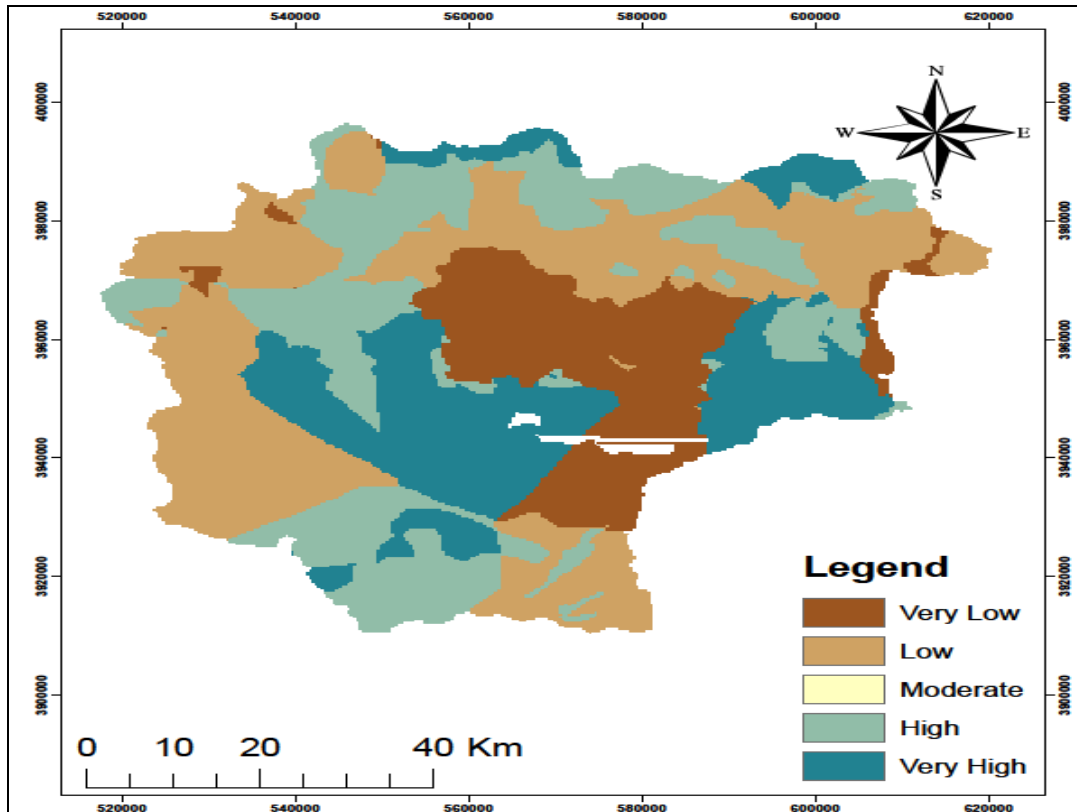 520000 540000 560000 580000 600000 620000
4000000 4000000
3980000 3980000
3960000 3960000
3940000 3940000
3920000 3920000
3900000 3900000
N
W E
S
Legend
Very Low
Low
Moderate
High
Very High
0 10 20 40 Km
520000 540000 560000 580000 600000 620000